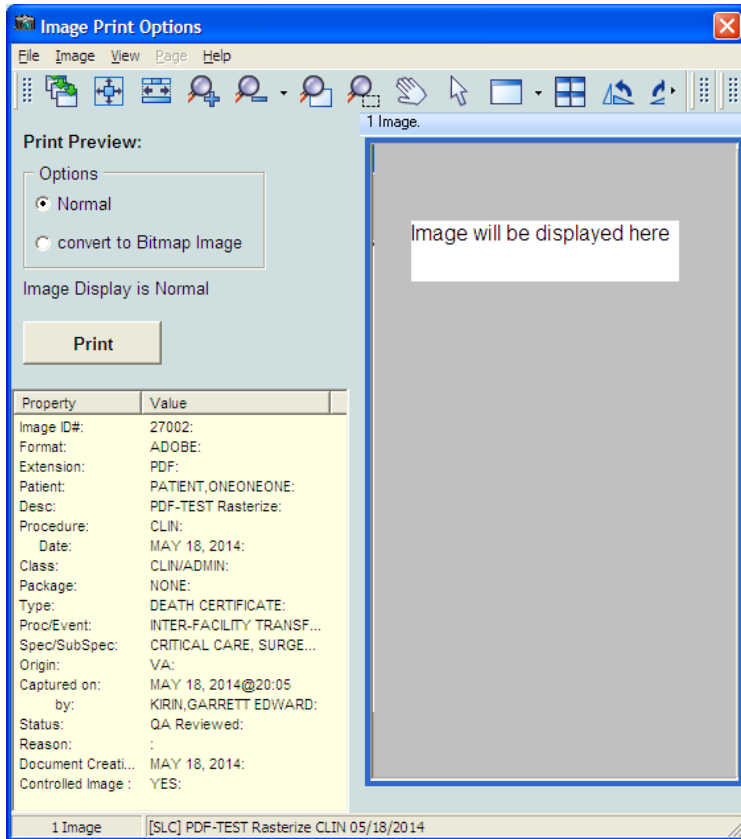 Image Print Options
File Image View Page Help
1 Image.
Print Preview:
Options
Normal
convert to Bitmap Image
Image Display is Normal
Print
Image will be displayed here
Property Value
Image ID#: 27002:
Format: ADOBE:
Extension: PDF:
Patient: PATIENT,ONEONEONE:
Desc: PDF-TEST Rasterize:
Procedure: CLIN:
Date: MAY 18, 2014:
Class: CLIN/ADMIN:
Package: NONE:
Type: DEATH CERTIFICATE:
Proc/Event: INTER-FACILITY TRANSF...
Spec/SubSpec: CRITICAL CARE, SURGE...
Origin: VA:
Captured on: MAY 18, 2014@20:05
by: KIRIN,GARRETT EDWARD:
Status: QA Reviewed:
Reason: :
Document Creati... MAY 18, 2014:
Controlled Image : YES:
1 Image [SLC] PDF-TEST Rasterize CLIN 05/18/2014